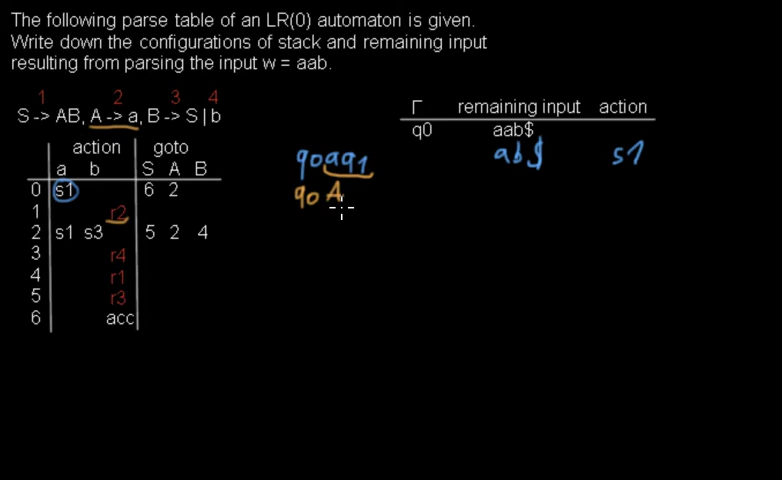 The following parse table of an LR(0) automaton is given.
Write down the configurations of stack and remaining input
resulting from parsing the input w = aab.
1 2 3 4
S -> AB, A -> a, B -> S | b
action goto
a b S A B
0 s1 6 2
1 r2
2 s1 s3 5 2 4
3 r4
4 r1
5 r3
6 acc
q0aq1
q0 A
Γ remaining input action
q0 aab$
ab$ s1